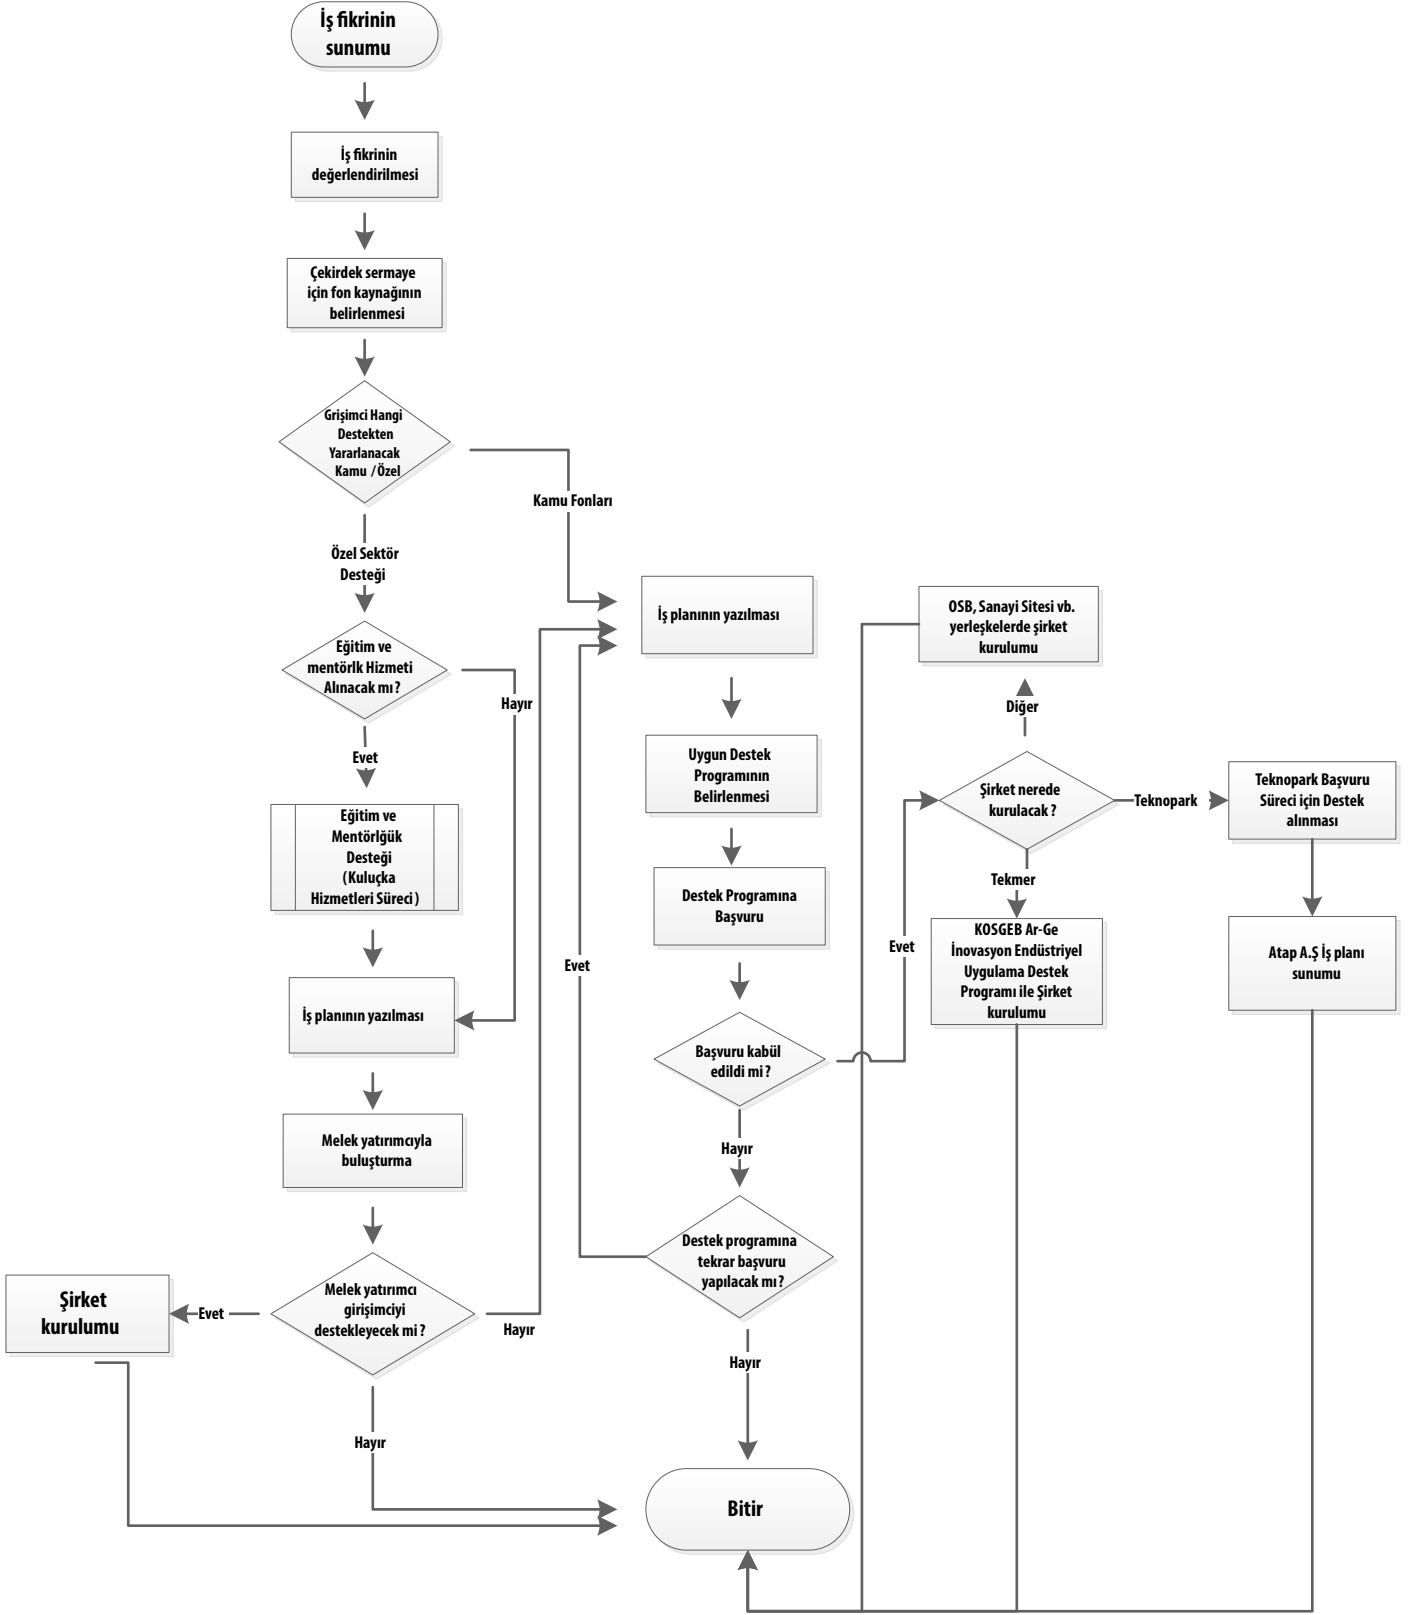 İş fikrinin
sunumu
İş fikrinin
değerlendirilmesi
Çekirdek sermaye
için fon kaynağının
belirlenmesi
Grişimci Hangi
Destekten
Yararlanacak
Kamu / Özel
Kamu Fonları
Özel Sektör
Desteği
Eğitim ve
mentörlk Hizmeti
Alınacak mı ?
Hayır
Evet
Eğitim ve
Mentörlğük
Desteği
( Kuluçka
Hizmetleri Süreci )
İş planının yazılması
Melek yatırımcıyla
buluşturma
Melek yatırımcı
girişimciyi
destekleyecek mi ?
Evet
Şirket
kurulumu
Hayır
Hayır
İş planının yazılması
Uygun Destek
Programının
Belirlenmesi
Destek Programına
Başvuru
Başvuru kabül
edildi mi ?
Evet
Hayır
Destek programına
tekrar başvuru
yapılacak mı ?
Evet
Hayır
OSB, Sanayi Sitesi vb.
yerleşkelerde şirket
kurulumu
Diğer
Şirket nerede
kurulacak ?
Teknopark
Teknopark Başvuru
Süreci için Destek
alınması
Tekmer
KOSGEB Ar-Ge
İnovasyon Endüstriyel
Uygulama Destek
Programı ile Şirket
kurulumu
Atap A.Ş İş planı
sunumu
Bitir